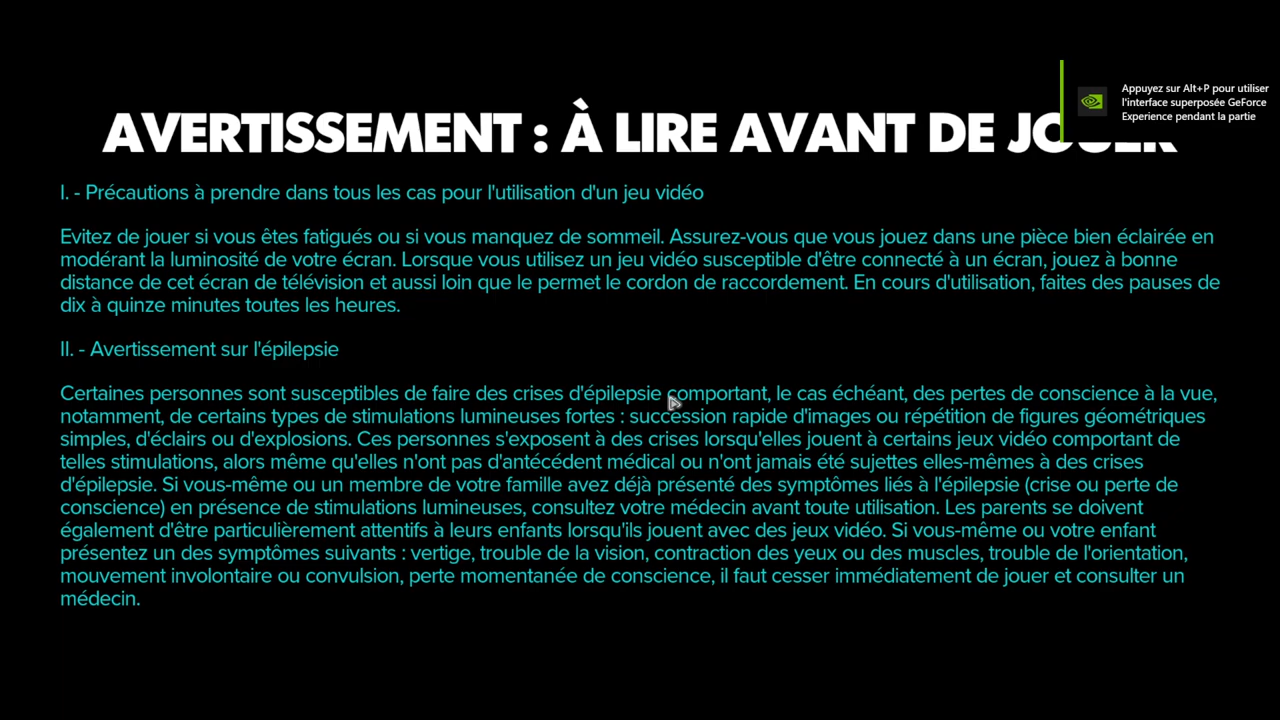 Appuyez sur Alt+P pour utiliser
l'interface superposée GeForce
Experience pendant la partie
AVERTISSEMENT : À LIRE AVANT DE JOUER
I. - Précautions à prendre dans tous les cas pour l'utilisation d'un jeu vidéo
Evitez de jouer si vous êtes fatigués ou si vous manquez de sommeil. Assurez-vous que vous jouez dans une pièce bien éclairée en
modérant la luminosité de votre écran. Lorsque vous utilisez un jeu vidéo susceptible d'être connecté à un écran, jouez à bonne
distance de cet écran de télévision et aussi loin que le permet le cordon de raccordement. En cours d'utilisation, faites des pauses de
dix à quinze minutes toutes les heures.
II. - Avertissement sur l'épilepsie
Certaines personnes sont susceptibles de faire des crises d'épilepsie comportant, le cas échéant, des pertes de conscience à la vue,
notamment, de certains types de stimulations lumineuses fortes : succession rapide d'images ou répétition de figures géométriques
simples, d'éclairs ou d'explosions. Ces personnes s'exposent à des crises lorsqu'elles jouent à certains jeux vidéo comportant de
telles stimulations, alors même qu'elles n'ont pas d'antécédent médical ou n'ont jamais été sujettes elles-mêmes à des crises
d'épilepsie. Si vous-même ou un membre de votre famille avez déjà présenté des symptômes liés à l'épilepsie (crise ou perte de
conscience) en présence de stimulations lumineuses, consultez votre médecin avant toute utilisation. Les parents se doivent
également d'être particulièrement attentifs à leurs enfants lorsqu'ils jouent avec des jeux vidéo. Si vous-même ou votre enfant
présentez un des symptômes suivants : vertige, trouble de la vision, contraction des yeux ou des muscles, trouble de l'orientation,
mouvement involontaire ou convulsion, perte momentanée de conscience, il faut cesser immédiatement de jouer et consulter un
médecin.